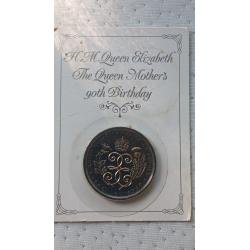 H.M. Queen Elizabeth
The Queen Mother's
90th Birthday